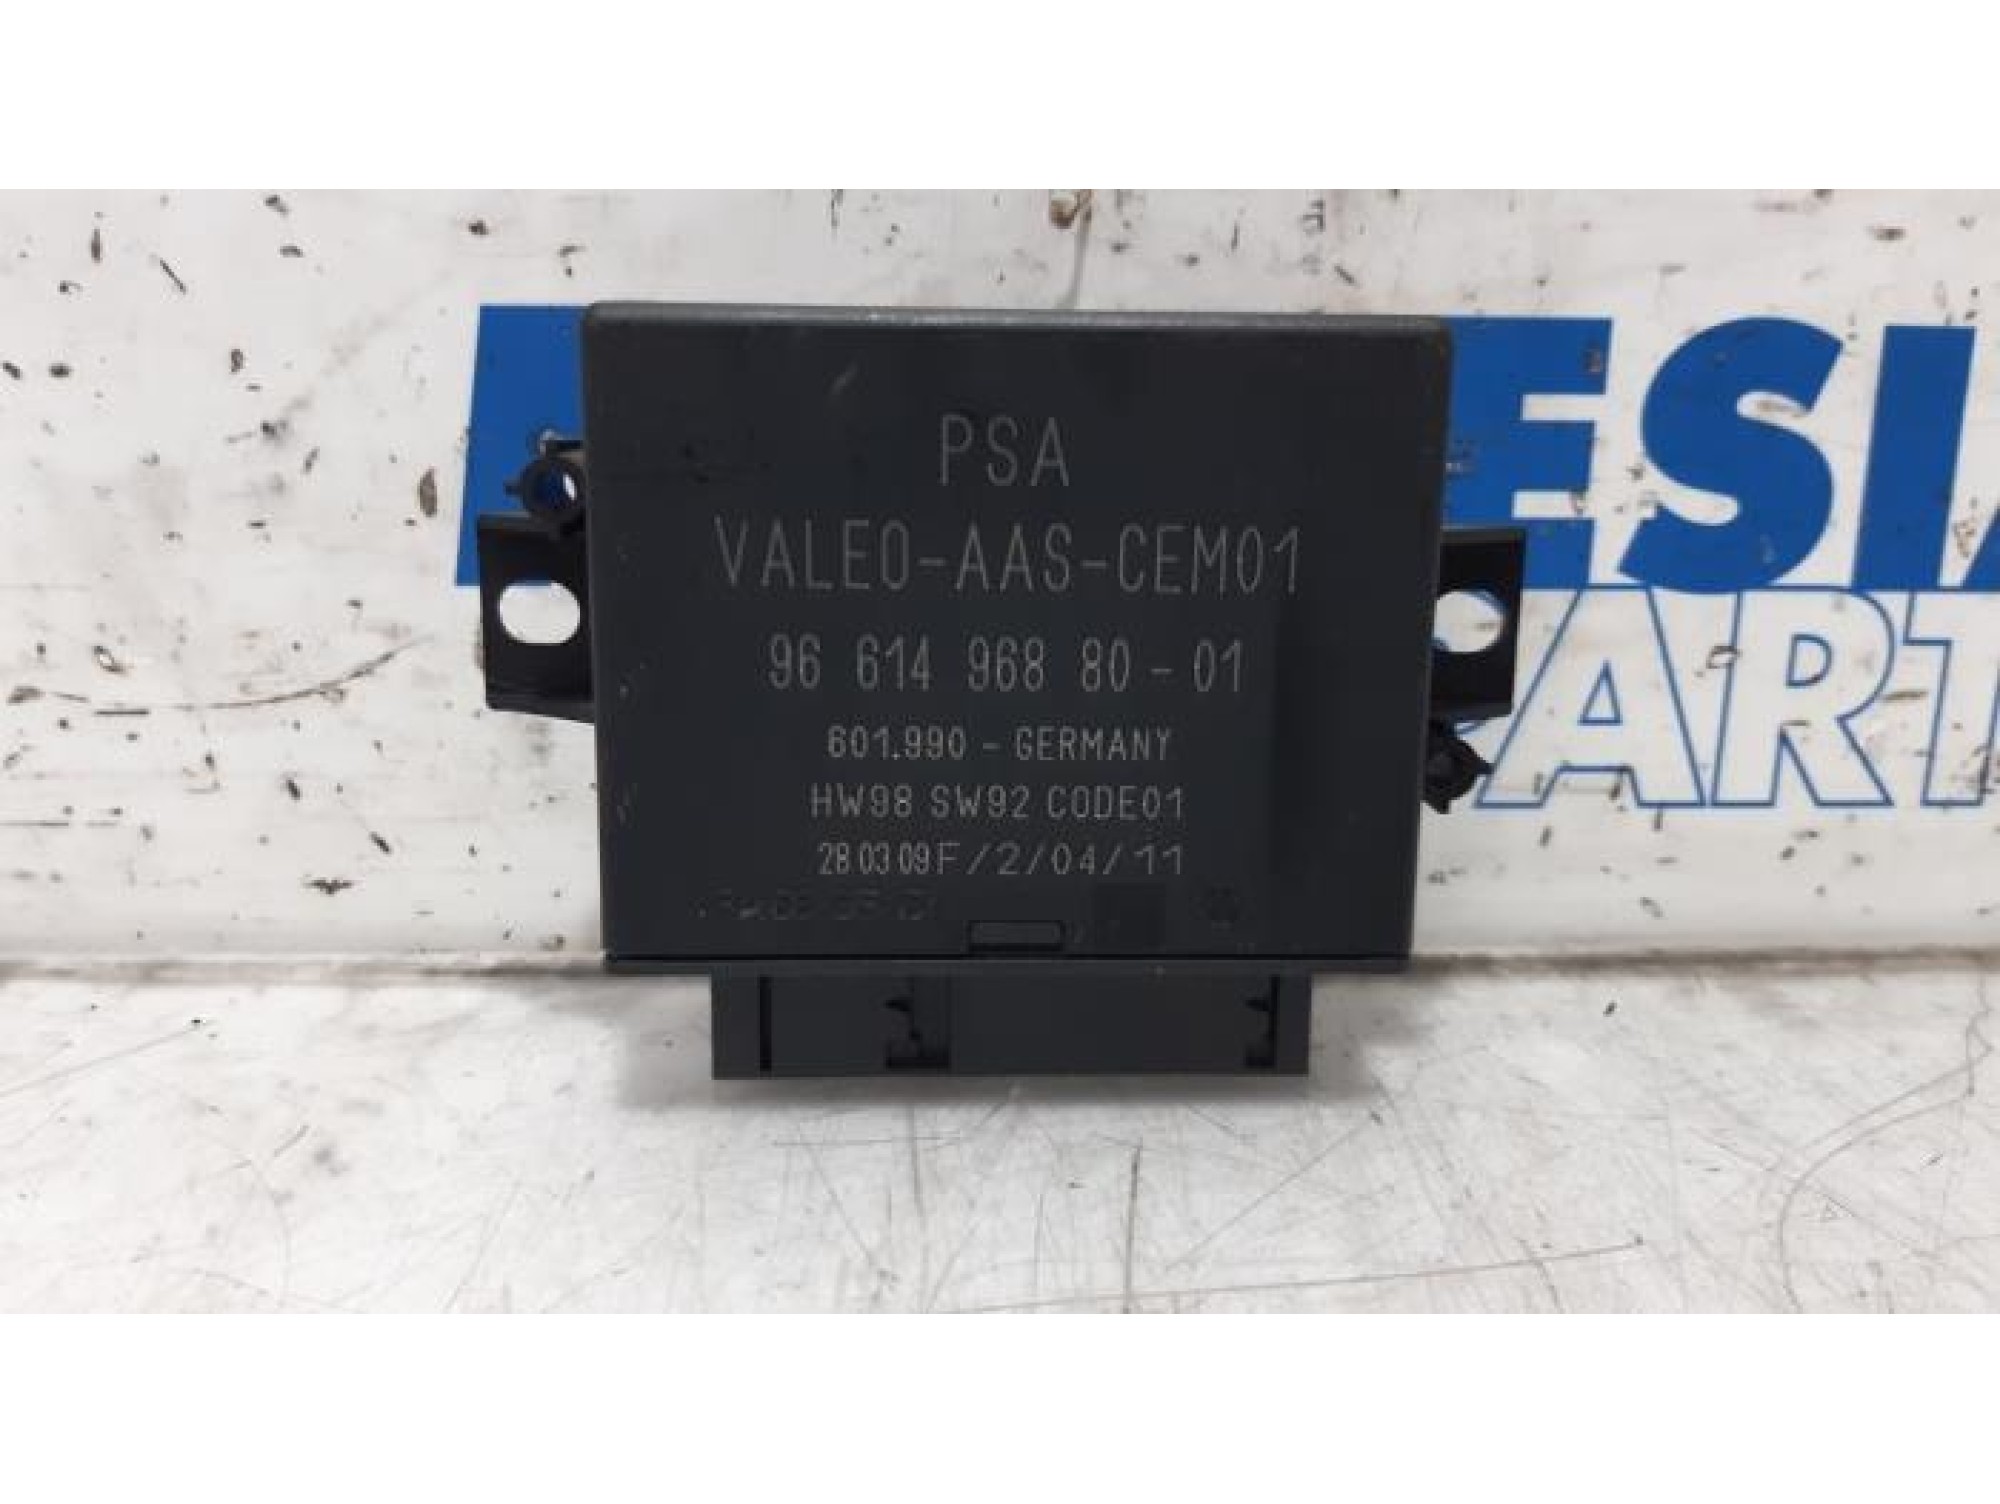 PSA
VALEO-AAS-CEM01
96 614 968 80-01
601.990 - GERMANY
HW98 SW92 CODE01
28 03 09F/2/04/11